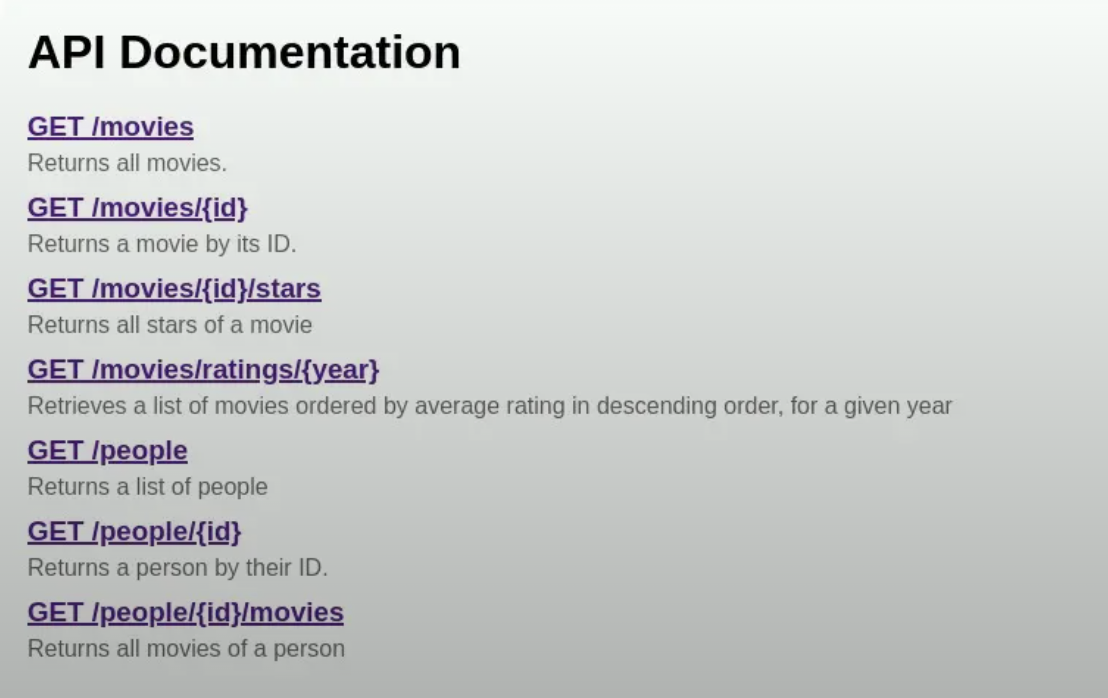 API Documentation
GET /movies
Returns all movies.
GET /movies/{id}
Returns a movie by its ID.
GET /movies/{id}/stars
Returns all stars of a movie
GET /movies/ratings/{year}
Retrieves a list of movies ordered by average rating in descending order, for a given year
GET /people
Returns a list of people
GET /people/{id}
Returns a person by their ID.
GET /people/{id}/movies
Returns all movies of a person